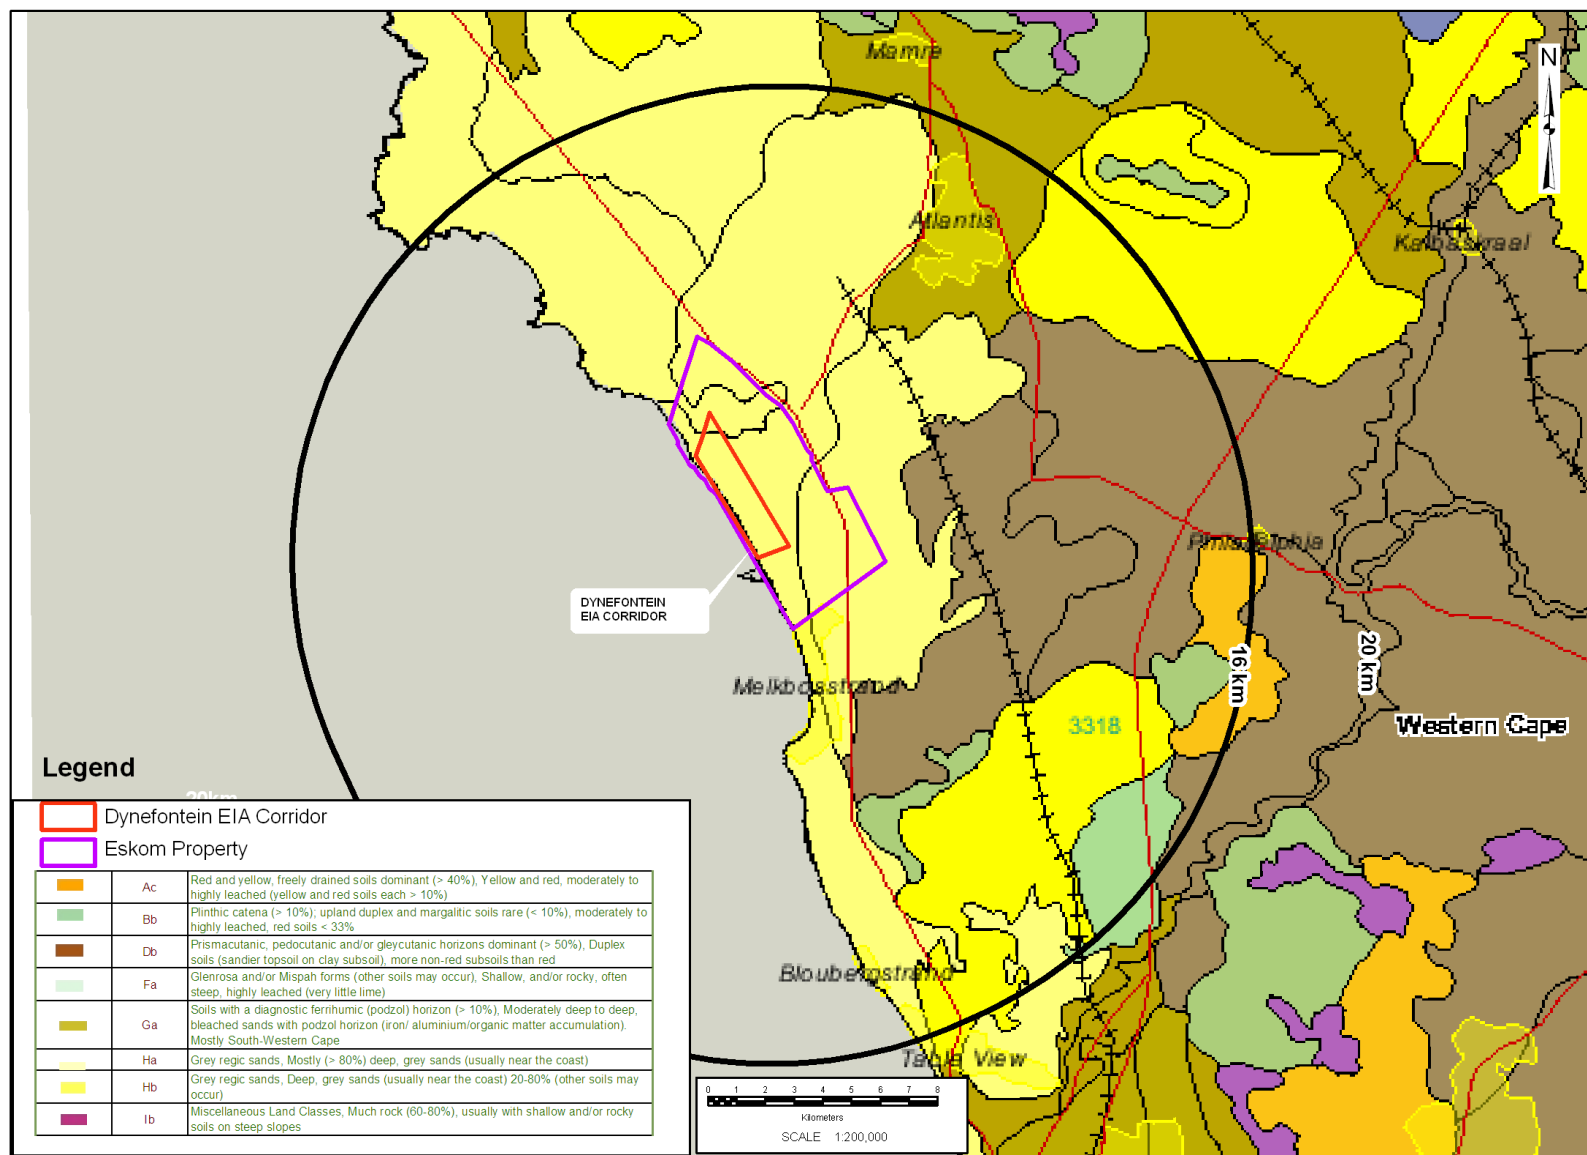 Mamre
N
Atlantis
Kalbaskraal
Philadelphia
DYNEFONTEIN
EIA CORRIDOR
16 km
20 km
Melkbosstrand
3318
Western Cape
Legend
20km
Dynefontein EIA Corridor
Eskom Property
Ac Red and yellow, freely drained soils dominant (> 40%), Yellow and red, moderately to
highly leached (yellow and red soils each > 10%)
Bb Plinthic catena (> 10%); upland duplex and margalitic soils rare (< 10%), moderately to
highly leached, red soils < 33%
Db Prismacutanic, pedocutanic and/or gleycutanic horizons dominant (> 50%), Duplex
soils (sandier topsoil on clay subsoil), more non-red subsoils than red
Fa Glenrosa and/or Mispah forms (other soils may occur), Shallow, and/or rocky, often
steep, highly leached (very little lime)
Ga Soils with a diagnostic ferrihumic (podzol) horizon (> 10%), Moderately deep to deep,
bleached sands with podzol horizon (iron/ aluminium/organic matter accumulation).
Mostly South-Western Cape
Ha Grey regic sands, Mostly (> 80%) deep, grey sands (usually near the coast)
Hb Grey regic sands, Deep, grey sands (usually near the coast) 20-80% (other soils may
occur)
Ib Miscellaneous Land Classes, Much rock (60-80%), usually with shallow and/or rocky
soils on steep slopes
Bloubergstrand
Table View
0 1 2 3 4 5 6 7 8
Kilometers
SCALE 1:200,000